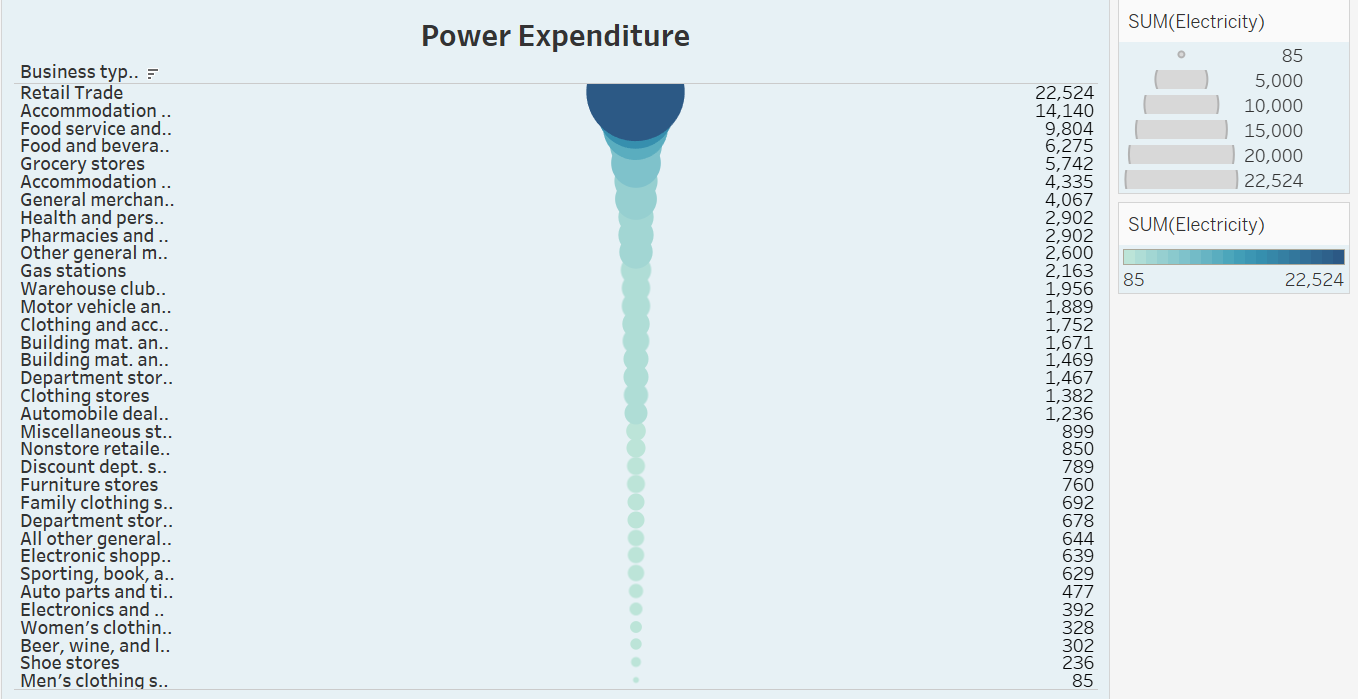 Power Expenditure
Business typ..
Retail Trade 22,524
Accommodation .. 14,140
Food service and.. 9,804
Food and bevera.. 6,275
Grocery stores 5,742
Accommodation .. 4,335
General merchan.. 4,067
Health and pers.. 2,902
Pharmacies and .. 2,902
Other general m.. 2,600
Gas stations 2,163
Warehouse club.. 1,956
Motor vehicle an.. 1,889
Clothing and acc.. 1,752
Building mat. an.. 1,671
Building mat. an.. 1,469
Department stor.. 1,467
Clothing stores 1,382
Automobile deal.. 1,236
Miscellaneous st.. 899
Nonstore retaile.. 850
Discount dept. s.. 789
Furniture stores 760
Family clothing s.. 692
Department stor.. 678
All other general.. 644
Electronic shopp.. 639
Sporting, book, a.. 629
Auto parts and ti.. 477
Electronics and .. 392
Women’s clothin.. 328
Beer, wine, and l.. 302
Shoe stores 236
Men’s clothing s.. 85
SUM(Electricity)
85
5,000
10,000
15,000
20,000
22,524
SUM(Electricity)
85 22,524